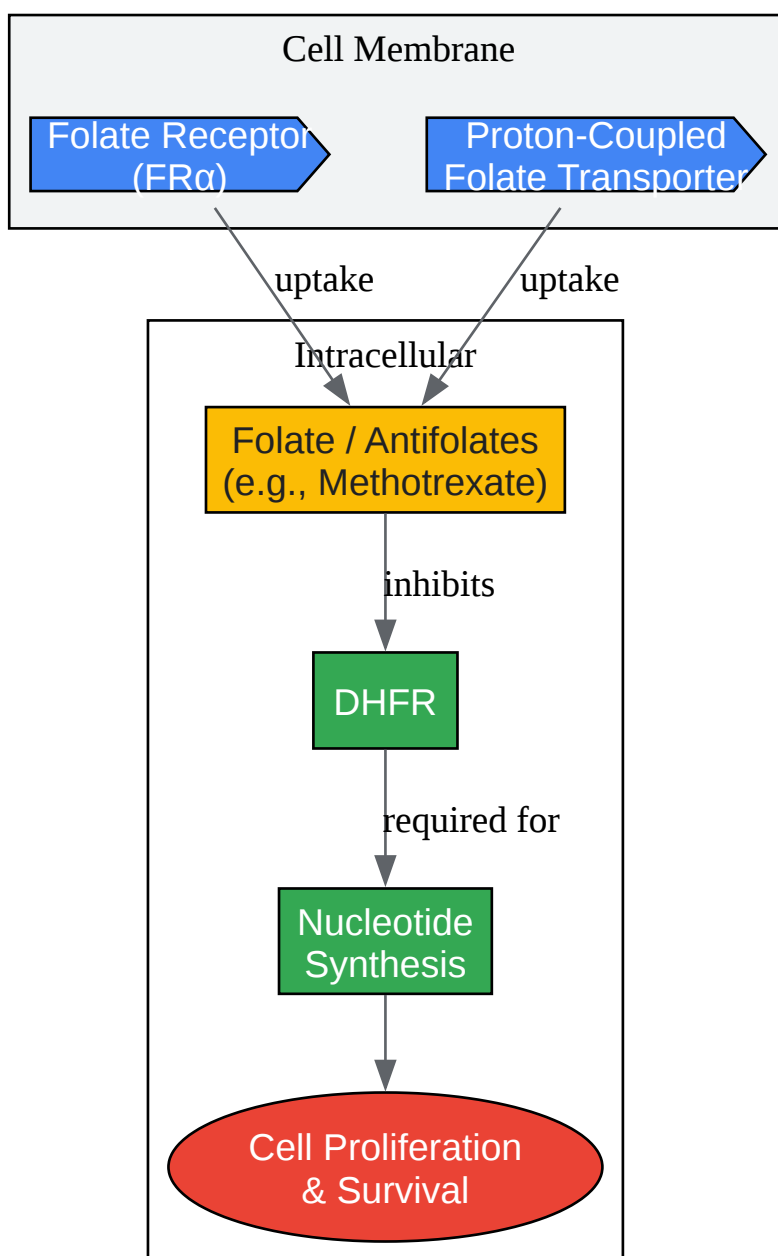 Cell Membrane
Folate Receptor
(FRα)
Proton-Coupled
Folate Transporter
uptake
uptake
Intracellular
Folate / Antifolates
(e.g., Methotrexate)
inhibits
DHFR
required for
Nucleotide
Synthesis
Cell Proliferation
& Survival